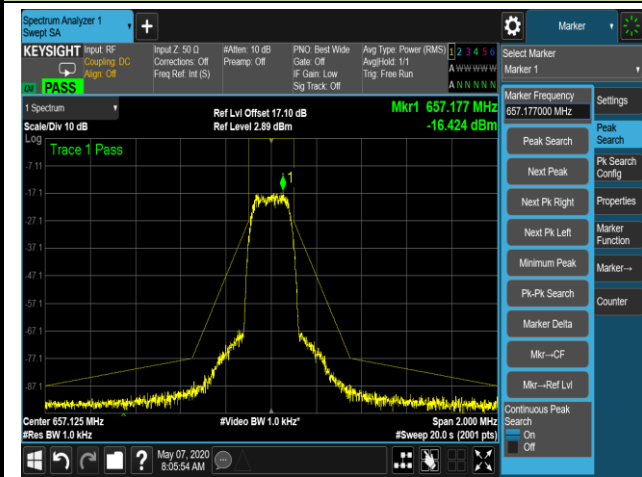 Spectrum Analyzer 1
Swept SA
+
Marker
KEYSIGHT
Input: RF
Coupling: DC
Align: Off
Input Z: 50 Ω
Corrections: Off
Freq Ref: Int (S)
#Atten: 10 dB
Preamp: Off
PNO: Best Wide
Gate: Off
IF Gain: Low
Sig Track: Off
Avg Type: Power (RMS)
Avg|Hold: 1/1
Trig: Free Run
1 2 3 4 5 6
A W W W W W
A N N N N N
LXI PASS
Select Marker
Marker 1
1 Spectrum
Scale/Div 10 dB
Ref Lvl Offset 17.10 dB
Ref Level 2.89 dBm
Mkr1 657.177 MHz
-16.424 dBm
Log
Trace 1 Pass
1
-7.11
-17.1
-27.1
-37.1
-47.1
-57.1
-67.1
-77.1
-87.1
Center 657.125 MHz
#Res BW 1.0 kHz
#Video BW 1.0 kHz*
Span 2.000 MHz
#Sweep 20.0 s (2001 pts)
Marker Frequency
657.177000 MHz
Peak Search
Next Peak
Next Pk Right
Next Pk Left
Minimum Peak
Pk-Pk Search
Marker Delta
Mkr→CF
Mkr→Ref Lvl
Continuous Peak
Search
On
Off
Settings
Peak
Search
Pk Search
Config
Properties
Marker
Function
Marker→
Counter
?
May 07, 2020
8:05:54 AM